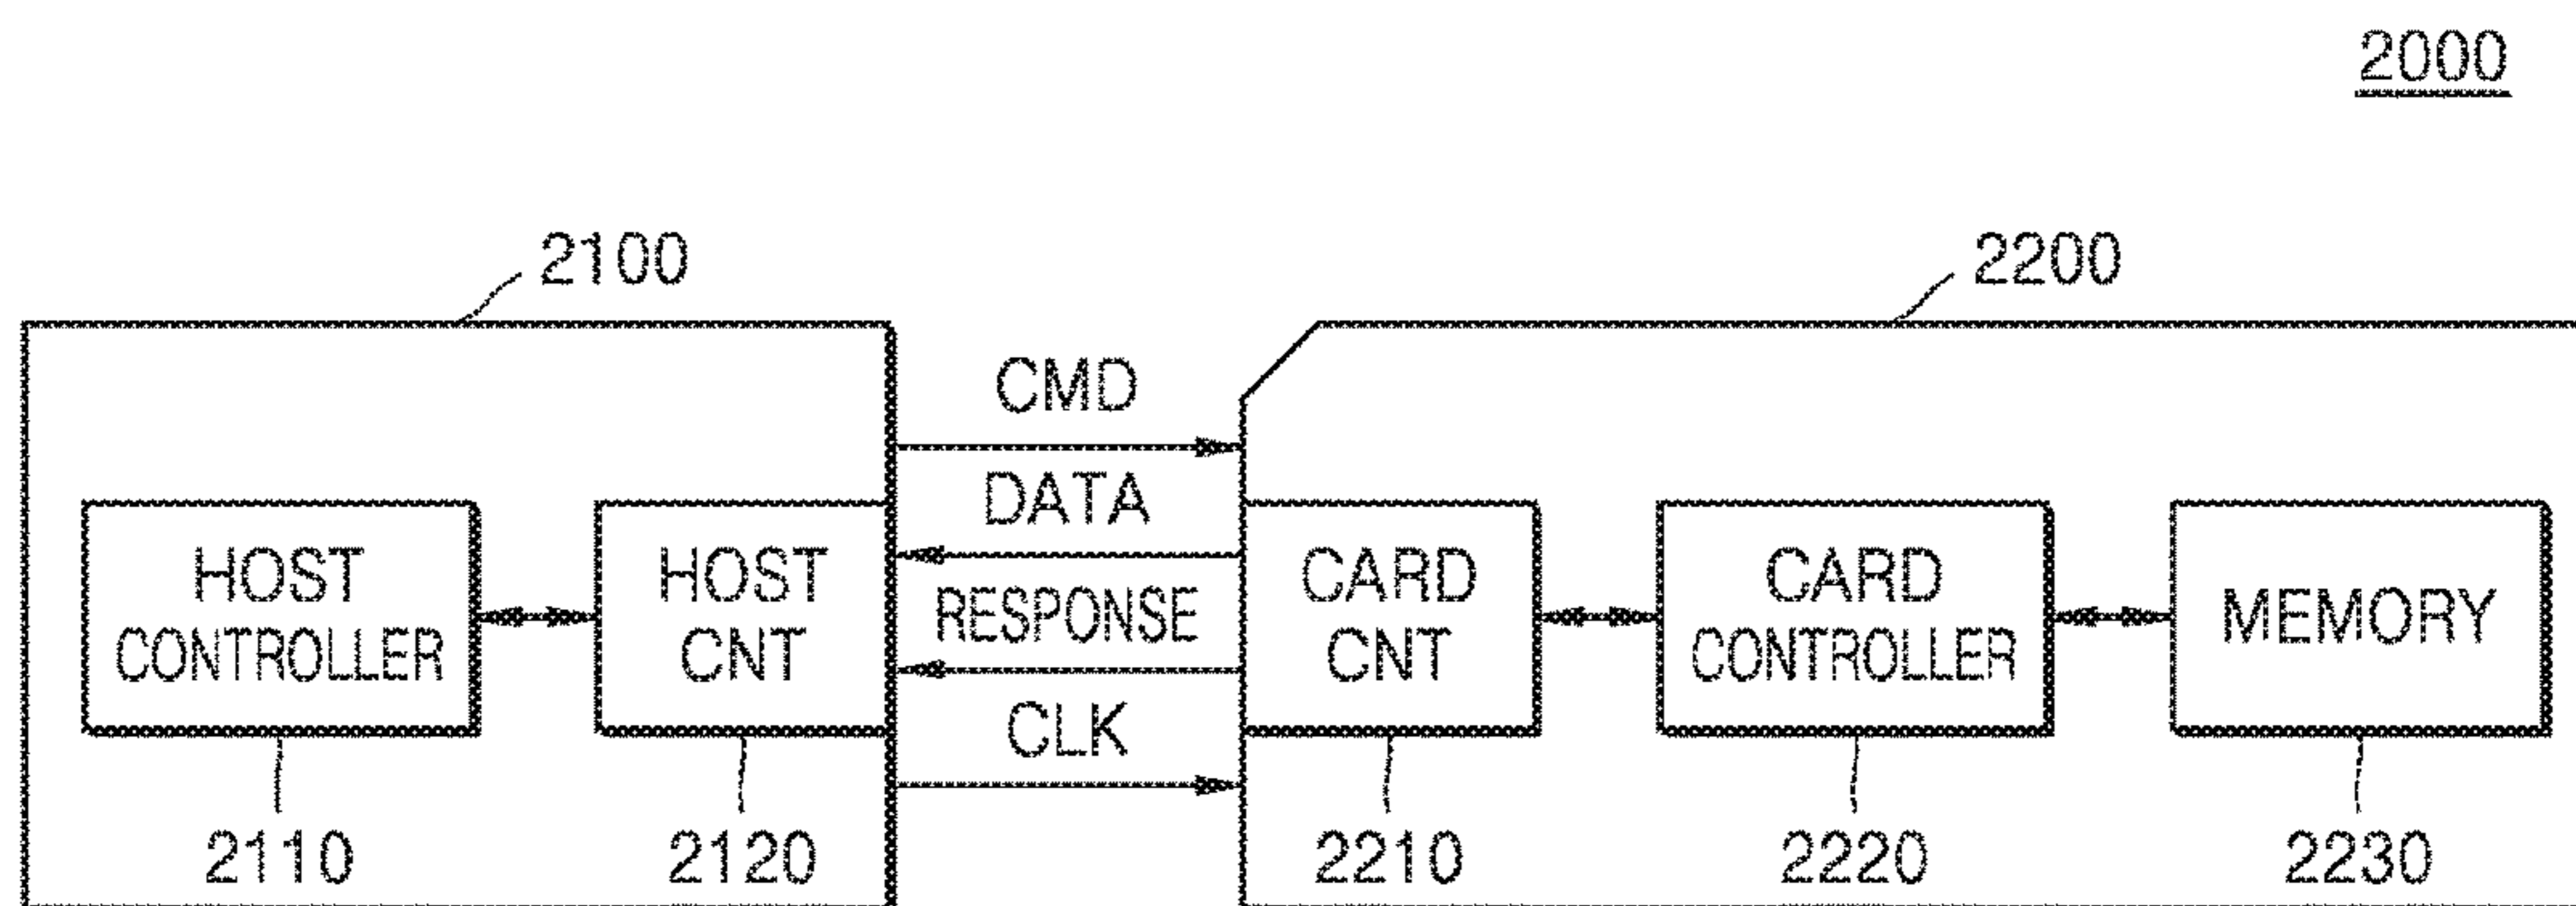 2000
2100
2200
CMD
DATA
RESPONSE
CLK
HOST
CONTROLLER
HOST
CNT
CARD
CNT
CARD
CONTROLLER
MEMORY
2110
2120
2210
2220
2230